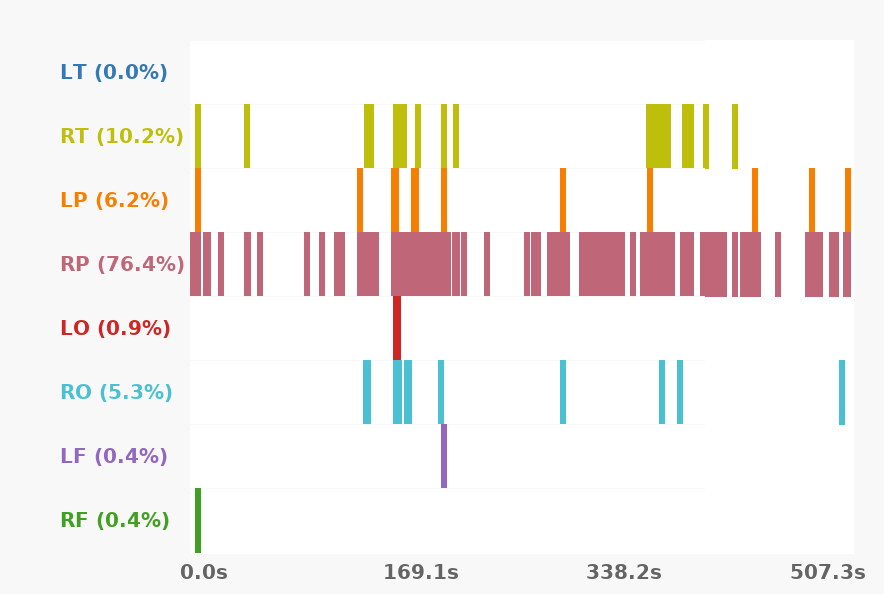 LT (0.0%)
RT (10.2%)
LP (6.2%)
RP (76.4%)
LO (0.9%)
RO (5.3%)
LF (0.4%)
RF (0.4%)
0.0s 169.1s 338.2s 507.3s